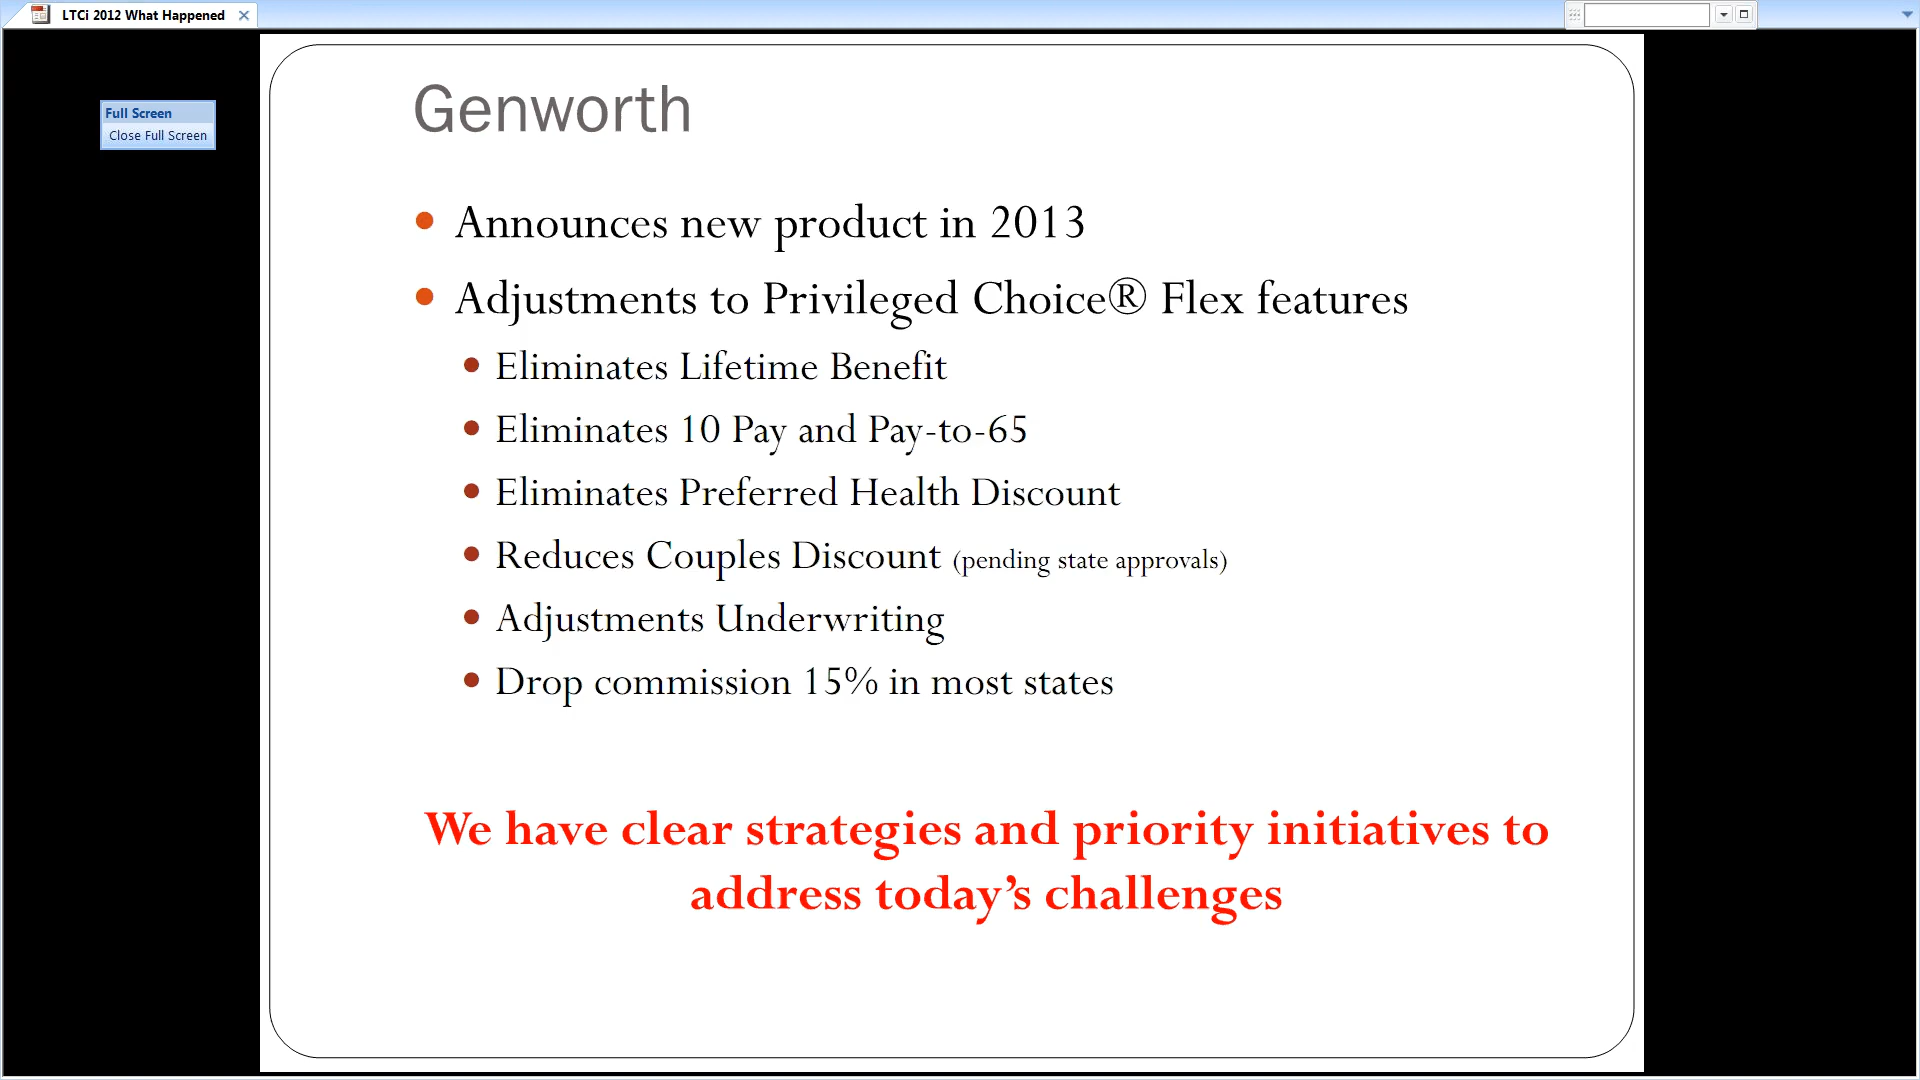 LTCi 2012 What Happened
Full Screen
Close Full Screen
Genworth
Announces new product in 2013
Adjustments to Privileged Choice® Flex features
Eliminates Lifetime Benefit
Eliminates 10 Pay and Pay-to-65
Eliminates Preferred Health Discount
Reduces Couples Discount (pending state approvals)
Adjustments Underwriting
Drop commission 15% in most states
We have clear strategies and priority initiatives to
address today’s challenges